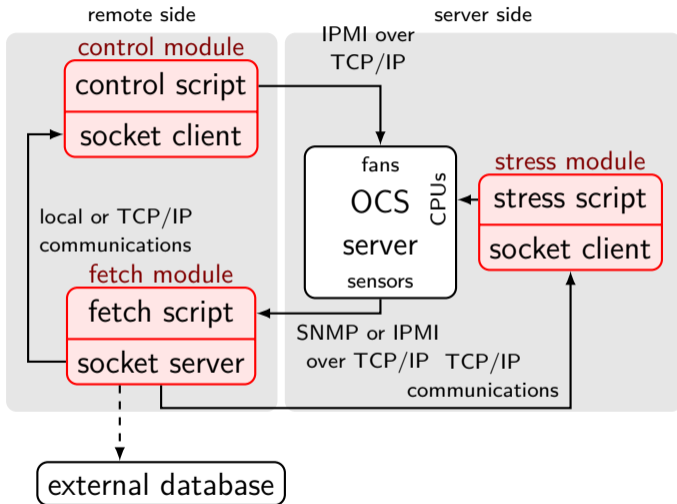 remote side
server side
control module
control script
socket client
IPMI over
TCP/IP
fans
OCS
server
sensors
CPUs
stress module
stress script
socket client
local or TCP/IP
communications
fetch module
fetch script
socket server
SNMP or IPMI
over TCP/IP
TCP/IP
communications
external database